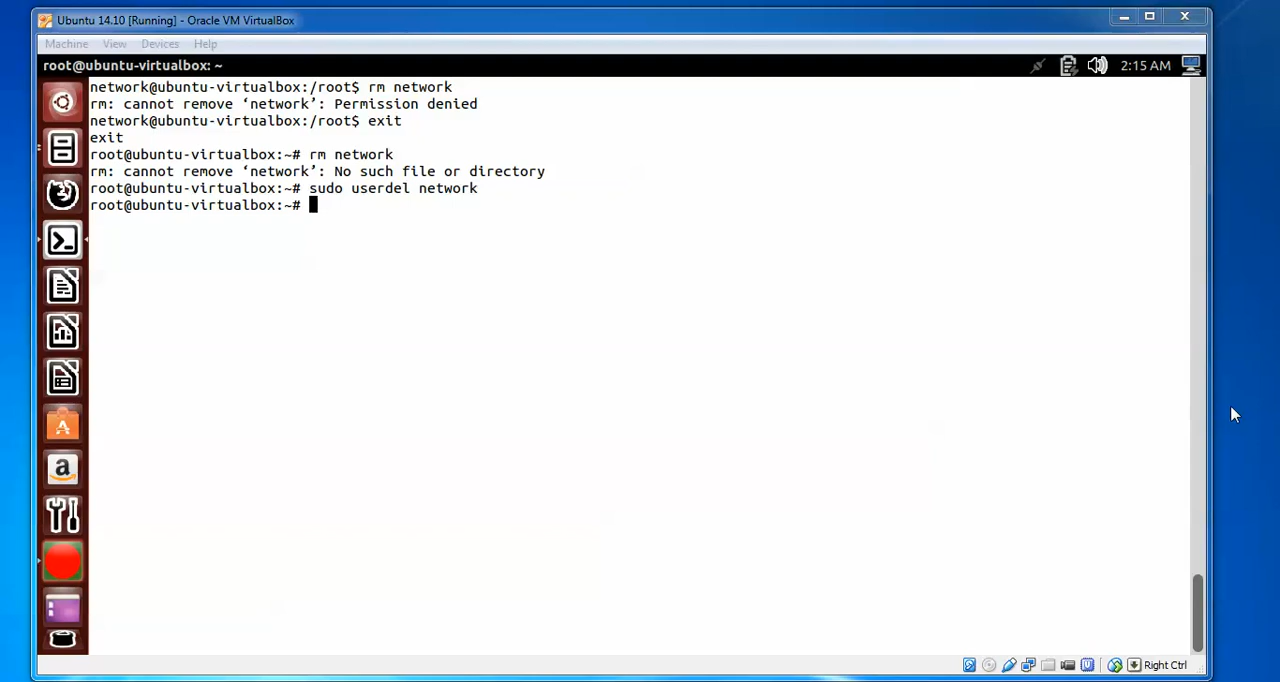 Ubuntu 14.10 [Running] - Oracle VM VirtualBox
Machine View Devices Help
root@ubuntu-virtualbox: ~
2:15 AM
network@ubuntu-virtualbox:/root$ rm network
rm: cannot remove ‘network’: Permission denied
network@ubuntu-virtualbox:/root$ exit
exit
root@ubuntu-virtualbox:~# rm network
rm: cannot remove ‘network’: No such file or directory
root@ubuntu-virtualbox:~# sudo userdel network
root@ubuntu-virtualbox:~#
A
a
Right Ctrl